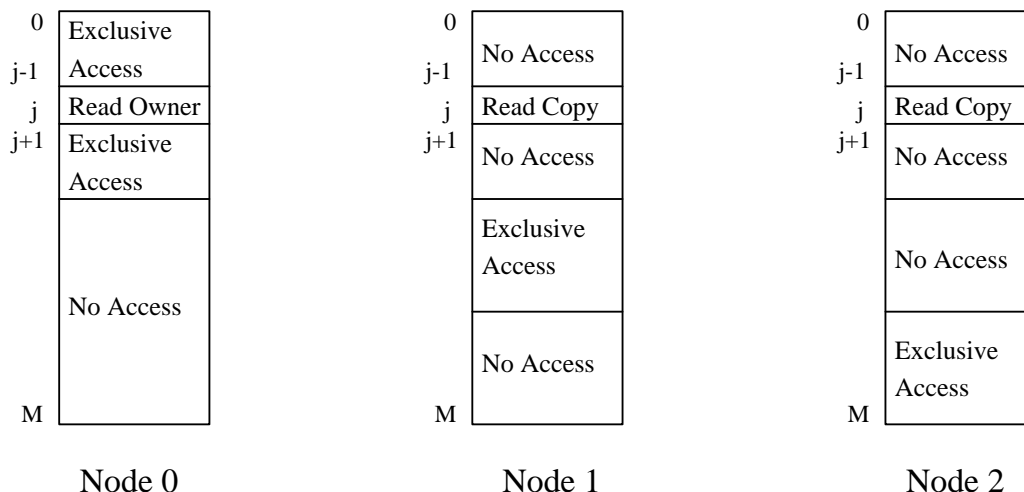 0
j-1
j
j+1
M
Exclusive
Access
Read Owner
Exclusive
Access
No Access
Node 0
0
j-1
j
j+1
M
No Access
Read Copy
No Access
Exclusive
Access
No Access
Node 1
0
j-1
j
j+1
M
No Access
Read Copy
No Access
No Access
Exclusive
Access
Node 2